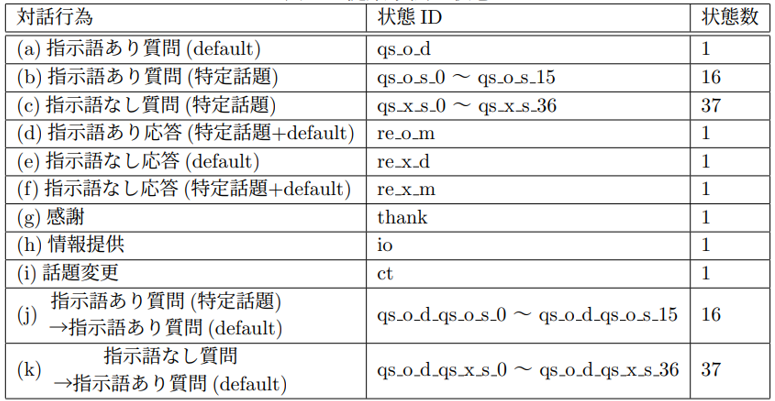 対話行為 状態 ID 状態数
(a) 指示語あり質問 (default) qs_o_d 1
(b) 指示語あり質問 (特定話題) qs_o_s_0 ～ qs_o_s_15 16
(c) 指示語なし質問 (特定話題) qs_x_s_0 ～ qs_x_s_36 37
(d) 指示語あり応答 (特定話題+default) re_o_m 1
(e) 指示語なし応答 (default) re_x_d 1
(f) 指示語なし応答 (特定話題+default) re_x_m 1
(g) 感謝 thank 1
(h) 情報提供 io 1
(i) 話題変更 ct 1
(j) 指示語あり質問 (特定話題)
→指示語あり質問 (default) qs_o_d_qs_o_s_0 ～ qs_o_d_qs_o_s_15 16
(k) 指示語なし質問
→指示語あり質問 (default) qs_o_d_qs_x_s_0 ～ qs_o_d_qs_x_s_36 37